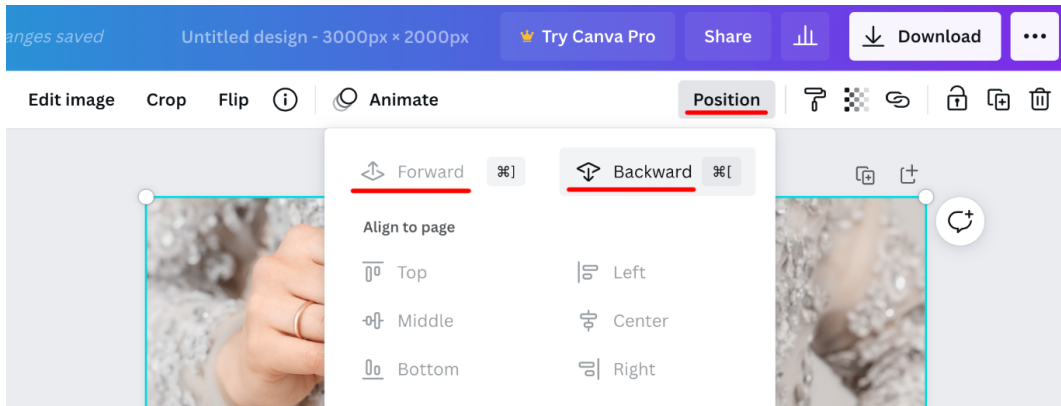 anges saved Untitled design - 3000px × 2000px Try Canva Pro Share Download
Edit image Crop Flip Animate Position
Forward ⌘] Backward ⌘[
Align to page
Top Left
Middle Center
Bottom Right